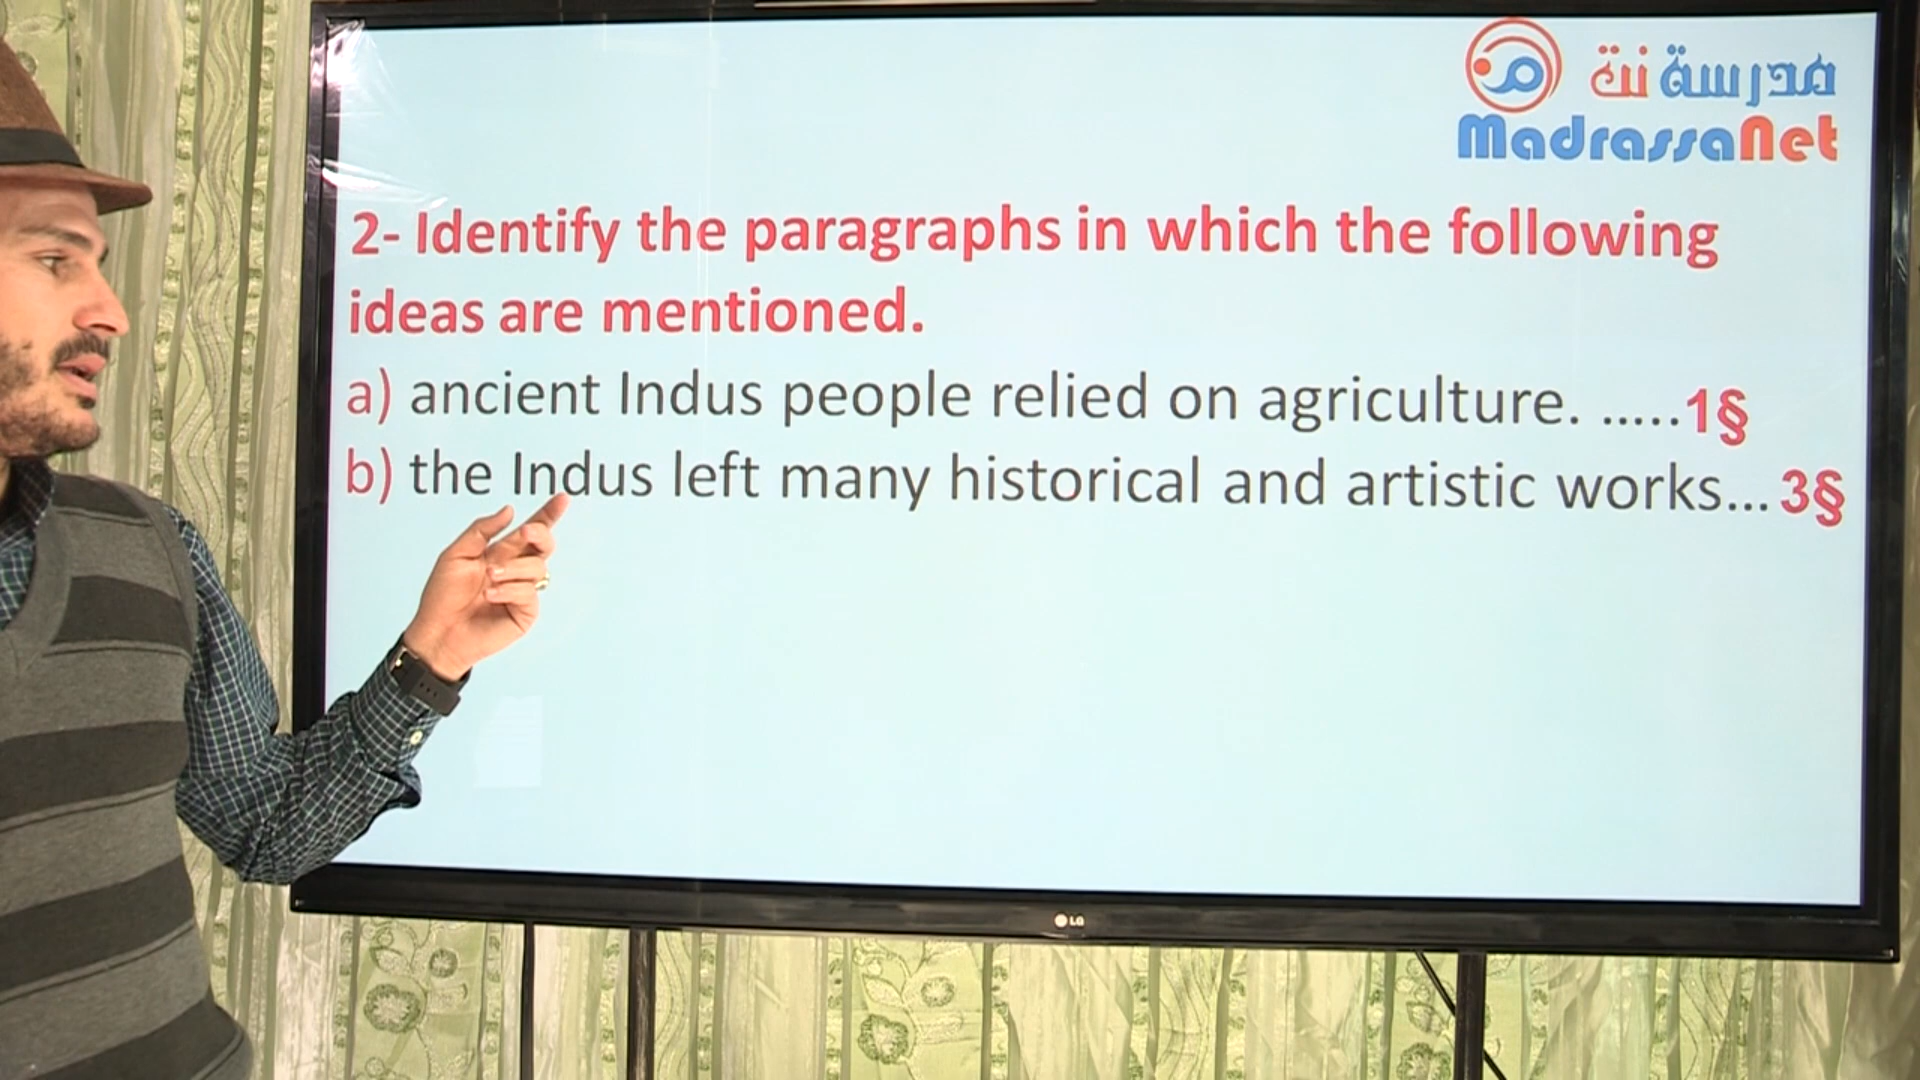 مدرسة نت
MadrassaNet
2- Identify the paragraphs in which the following
ideas are mentioned.
a) ancient Indus people relied on agriculture. .....1§
b) the Indus left many historical and artistic works...3§
LG